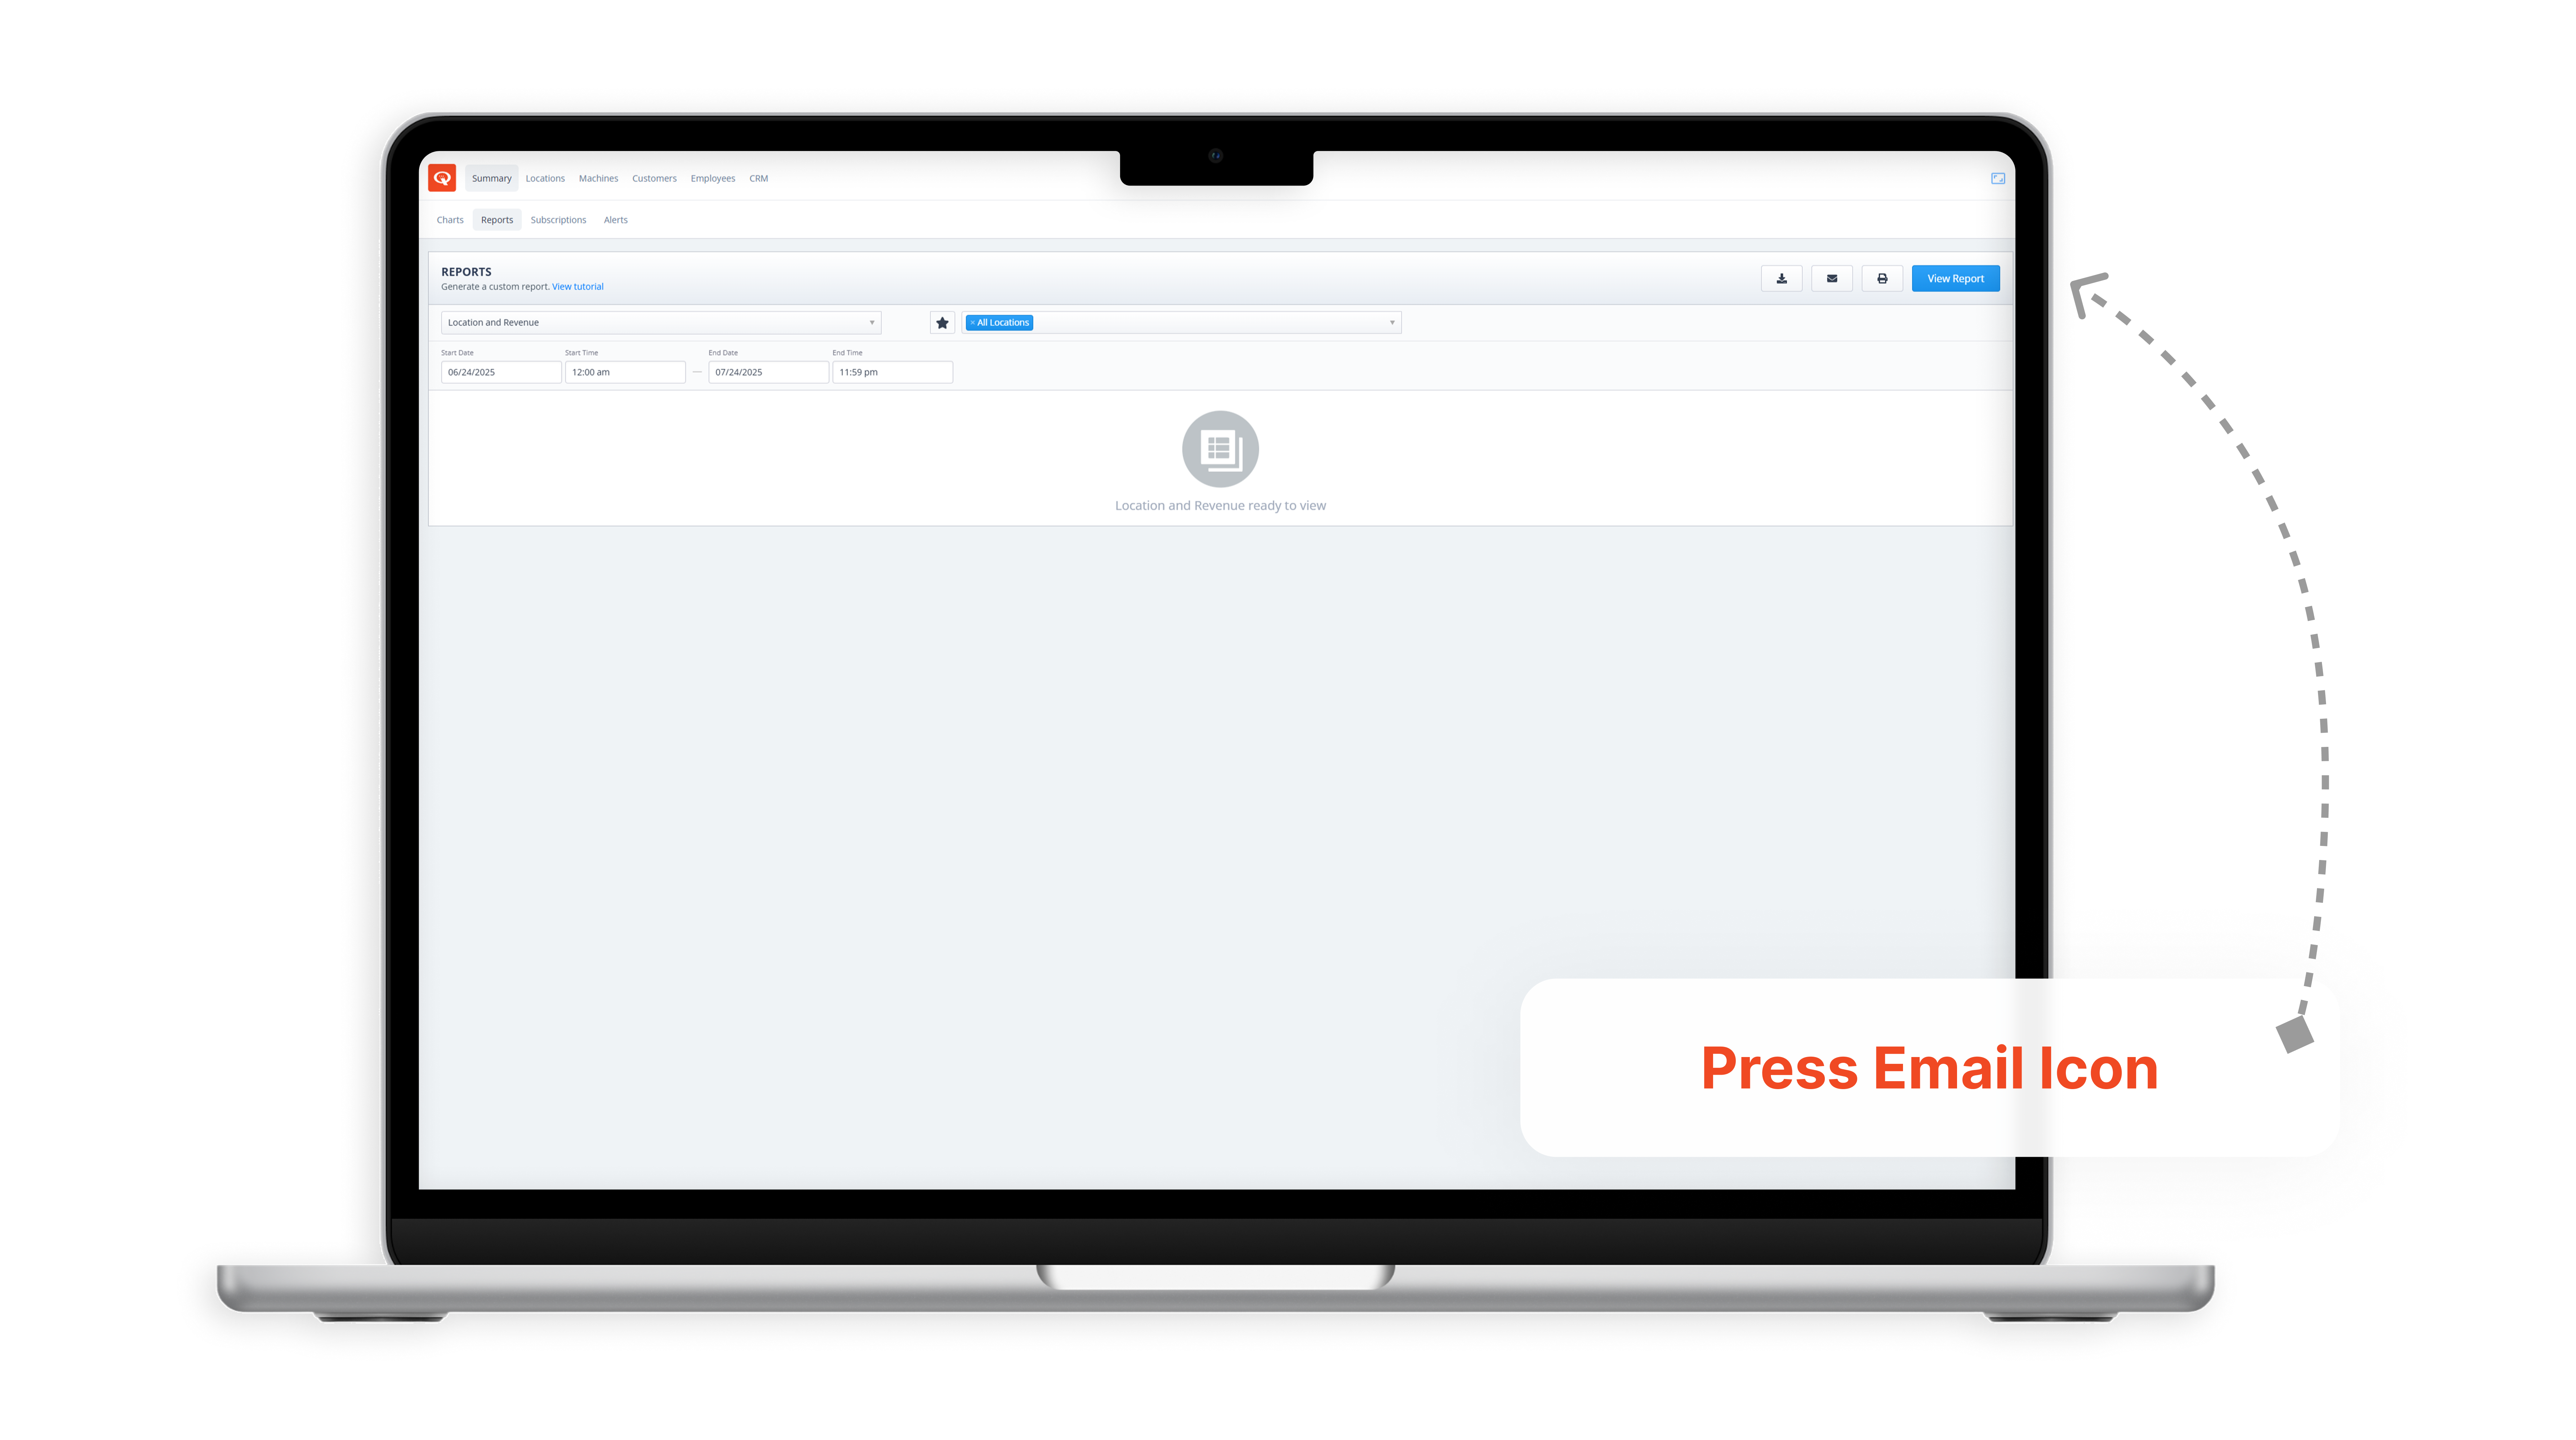 Summary Locations Machines Customers Employees CRM
Charts Reports Subscriptions Alerts
REPORTS
Generate a custom report. View tutorial
View Report
Location and Revenue
× All Locations
Start Date Start Time End Date End Time
06/24/2025 12:00 am — 07/24/2025 11:59 pm
Location and Revenue ready to view
Press Email Icon